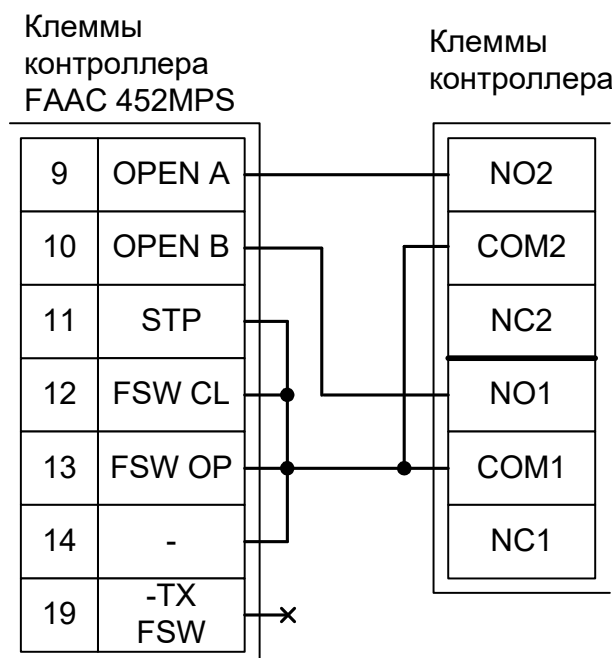 Клеммы
контроллера
FAAC 452MPS
9 OPEN A
10 OPEN B
11 STP
12 FSW CL
13 FSW OP
14 -
19 -TX
FSW
Клеммы
контроллера
NO2
COM2
NC2
NO1
COM1
NC1